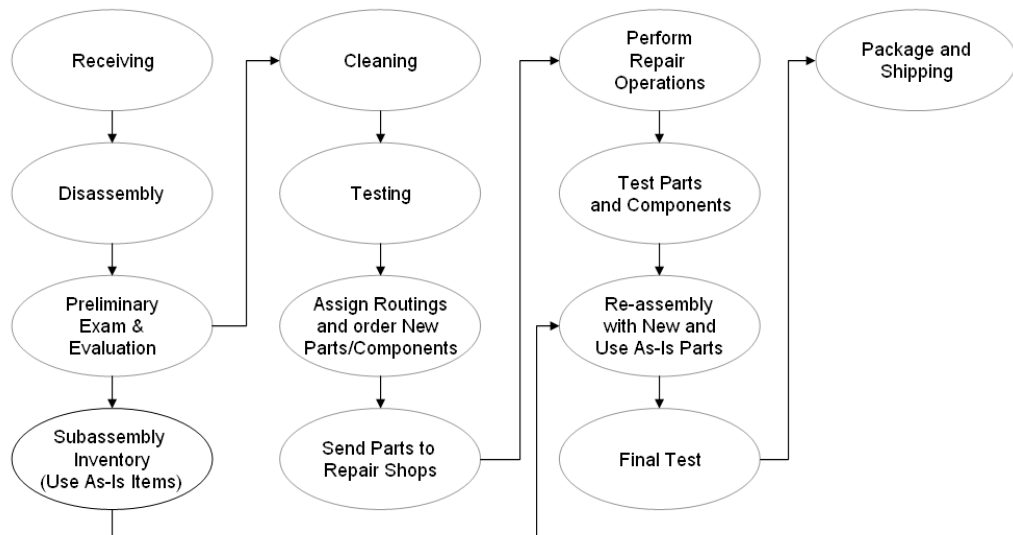 Receiving
Disassembly
Preliminary
Exam &
Evaluation
Subassembly
Inventory
(Use As-Is Items)
Cleaning
Testing
Assign Routings
and order New
Parts/Components
Send Parts to
Repair Shops
Perform
Repair
Operations
Test Parts
and Components
Re-assembly
with New and
Use As-Is Parts
Final Test
Package and
Shipping